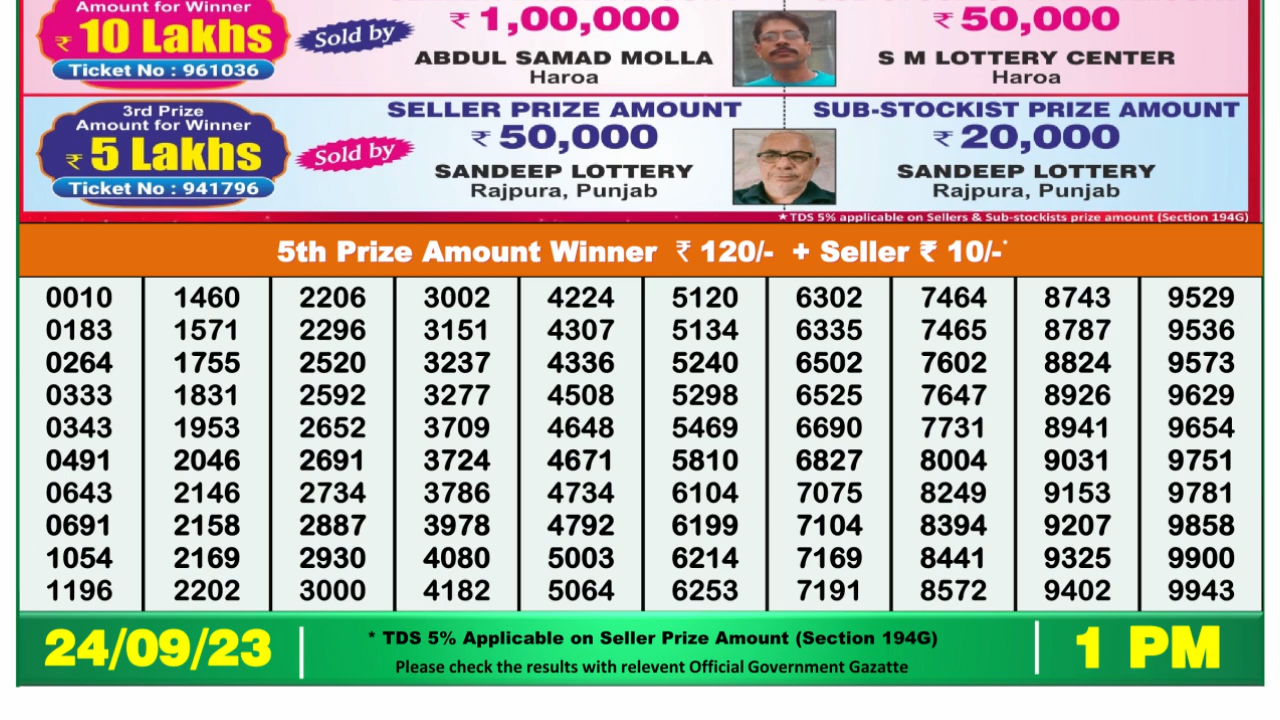 Amount for Winner
₹ 10 Lakhs
Ticket No : 961036
Sold by
₹ 1,00,000
ABDUL SAMAD MOLLA
Haroa
₹ 50,000
S M LOTTERY CENTER
Haroa
3rd Prize
Amount for Winner
₹ 5 Lakhs
Ticket No : 941796
Sold by
SELLER PRIZE AMOUNT
₹ 50,000
SANDEEP LOTTERY
Rajpura, Punjab
SUB-STOCKIST PRIZE AMOUNT
₹ 20,000
SANDEEP LOTTERY
Rajpura, Punjab
★ TDS 5% applicable on Sellers & Sub-stockists prize amount (Section 194G)
5th Prize Amount Winner ₹ 120/- + Seller ₹ 10/-*
0010 1460 2206 3002 4224 5120 6302 7464 8743 9529
0183 1571 2296 3151 4307 5134 6335 7465 8787 9536
0264 1755 2520 3237 4336 5240 6502 7602 8824 9573
0333 1831 2592 3277 4508 5298 6525 7647 8926 9629
0343 1953 2652 3709 4648 5469 6690 7731 8941 9654
0491 2046 2691 3724 4671 5810 6827 8004 9031 9751
0643 2146 2734 3786 4734 6104 7075 8249 9153 9781
0691 2158 2887 3978 4792 6199 7104 8394 9207 9858
1054 2169 2930 4080 5003 6214 7169 8441 9325 9900
1196 2202 3000 4182 5064 6253 7191 8572 9402 9943
24/09/23
* TDS 5% Applicable on Seller Prize Amount (Section 194G)
Please check the results with relevent Official Government Gazatte
1 PM